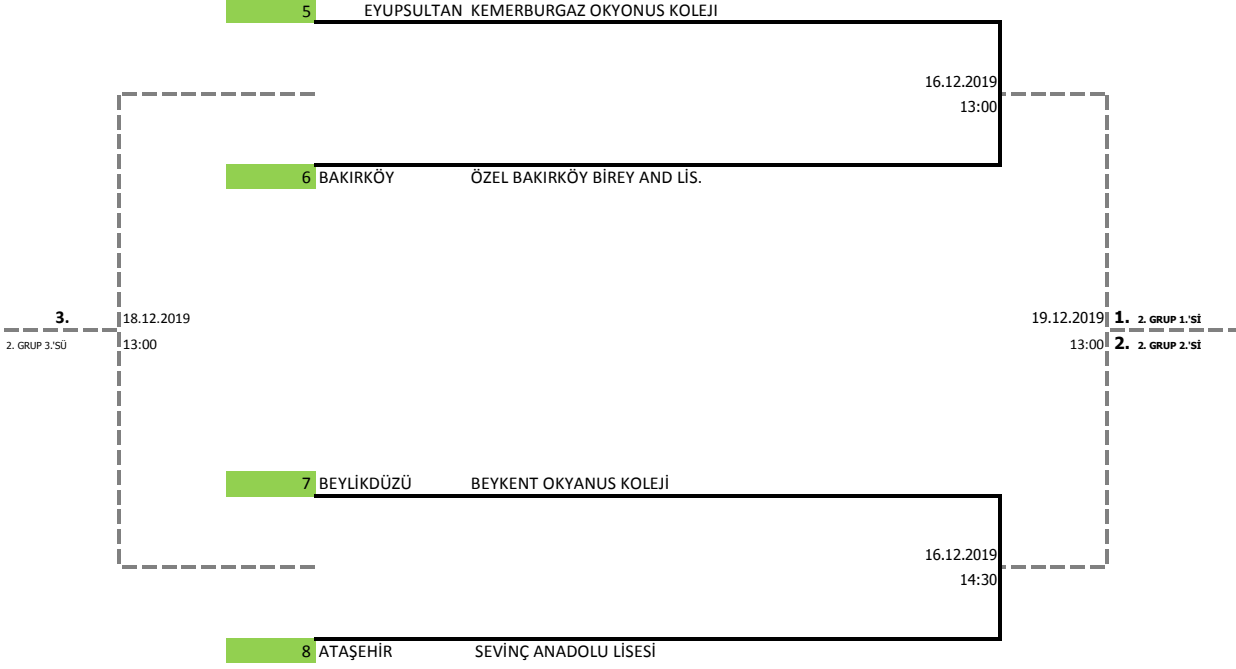 5 EYUPSULTAN KEMERBURGAZ OKYONUS KOLEJI
16.12.2019
13:00
6 BAKIRKÖY ÖZEL BAKIRKÖY BİREY AND LİS.
3. 18.12.2019 19.12.2019 1. 2. GRUP 1.'Sİ
2. GRUP 3.'SÜ 13:00 13:00 2. 2. GRUP 2.'Sİ
7 BEYLİKDÜZÜ BEYKENT OKYANUS KOLEJİ
16.12.2019
14:30
8 ATAŞEHİR SEVİNÇ ANADOLU LİSESİ